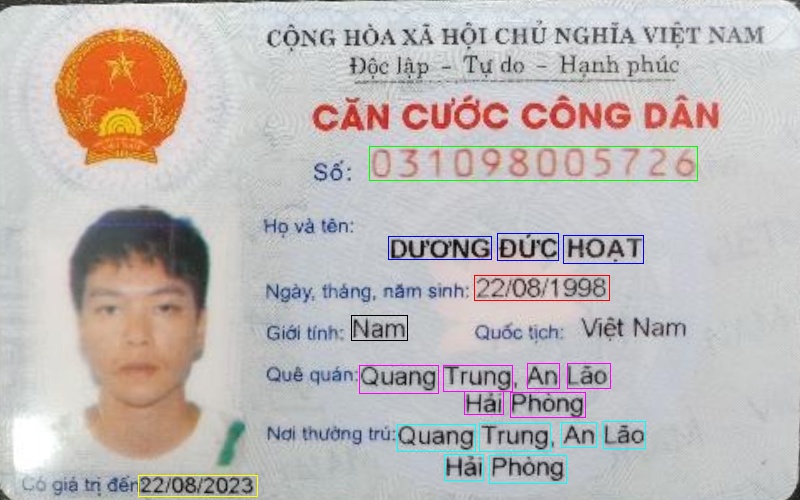 CỘNG HÒA XÃ HỘI CHỦ NGHĨA VIỆT NAM
Độc lập - Tự do - Hạnh phúc
CĂN CƯỚC CÔNG DÂN
Số: 031098005726
Họ và tên:
DƯƠNG ĐỨC HOẠT
Ngày, tháng, năm sinh: 22/08/1998
Giới tính: Nam Quốc tịch: Việt Nam
Quê quán: Quang Trung, An Lão
Hải Phòng
Nơi thường trú: Quang Trung, An Lão
Hải Phòng
Có giá trị đến 22/08/2023